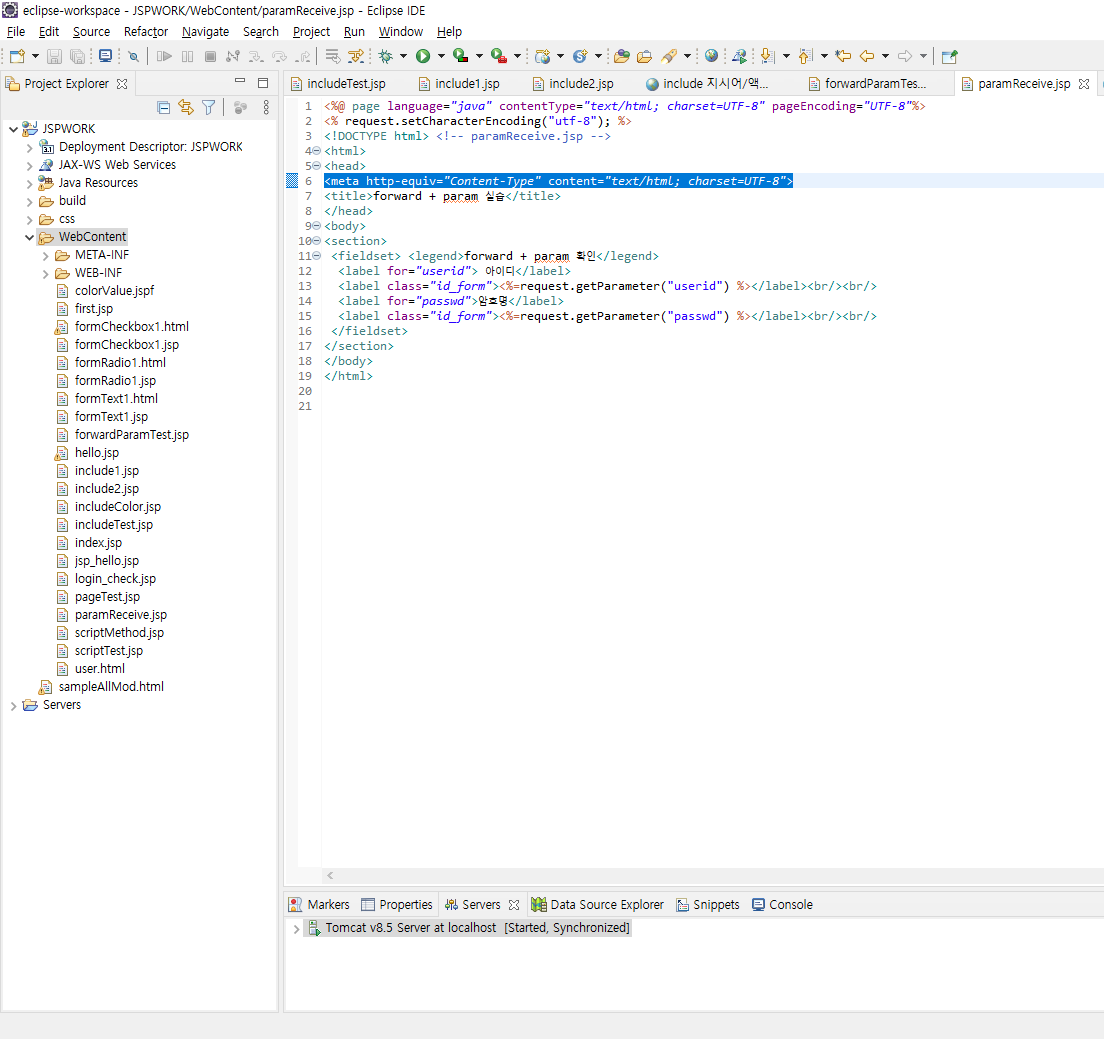 eclipse-workspace - JSPWORK/WebContent/paramReceive.jsp - Eclipse IDE
File Edit Source Refactor Navigate Search Project Run Window Help
Project Explorer
JSPWORK
Deployment Descriptor: JSPWORK
JAX-WS Web Services
Java Resources
build
css
WebContent
META-INF
WEB-INF
colorValue.jspf
first.jsp
formCheckbox1.html
formCheckbox1.jsp
formRadio1.html
formRadio1.jsp
formText1.html
formText1.jsp
forwardParamTest.jsp
hello.jsp
include1.jsp
include2.jsp
includeColor.jsp
includeTest.jsp
index.jsp
jsp_hello.jsp
login_check.jsp
pageTest.jsp
paramReceive.jsp
scriptMethod.jsp
scriptTest.jsp
user.html
sampleAllMod.html
Servers
includeTest.jsp include1.jsp include2.jsp include 지시어/액... forwardParamTes... paramReceive.jsp
1 <%@ page language="java" contentType="text/html; charset=UTF-8" pageEncoding="UTF-8"%>
2 <% request.setCharacterEncoding("utf-8"); %>
3 <!DOCTYPE html> <!-- paramReceive.jsp -->
4 <html>
5 <head>
6 <meta http-equiv="Content-Type" content="text/html; charset=UTF-8">
7 <title>forward + param 실습</title>
8 </head>
9 <body>
10 <section>
11 <fieldset> <legend>forward + param 확인</legend>
12 <label for="userid"> 아이디</label>
13 <label class="id_form"><%=request.getParameter("userid") %></label><br/><br/>
14 <label for="passwd">암호명</label>
15 <label class="id_form"><%=request.getParameter("passwd") %></label><br/><br/>
16 </fieldset>
17 </section>
18 </body>
19 </html>
20
21
Markers Properties Servers Data Source Explorer Snippets Console
Tomcat v8.5 Server at localhost [Started, Synchronized]